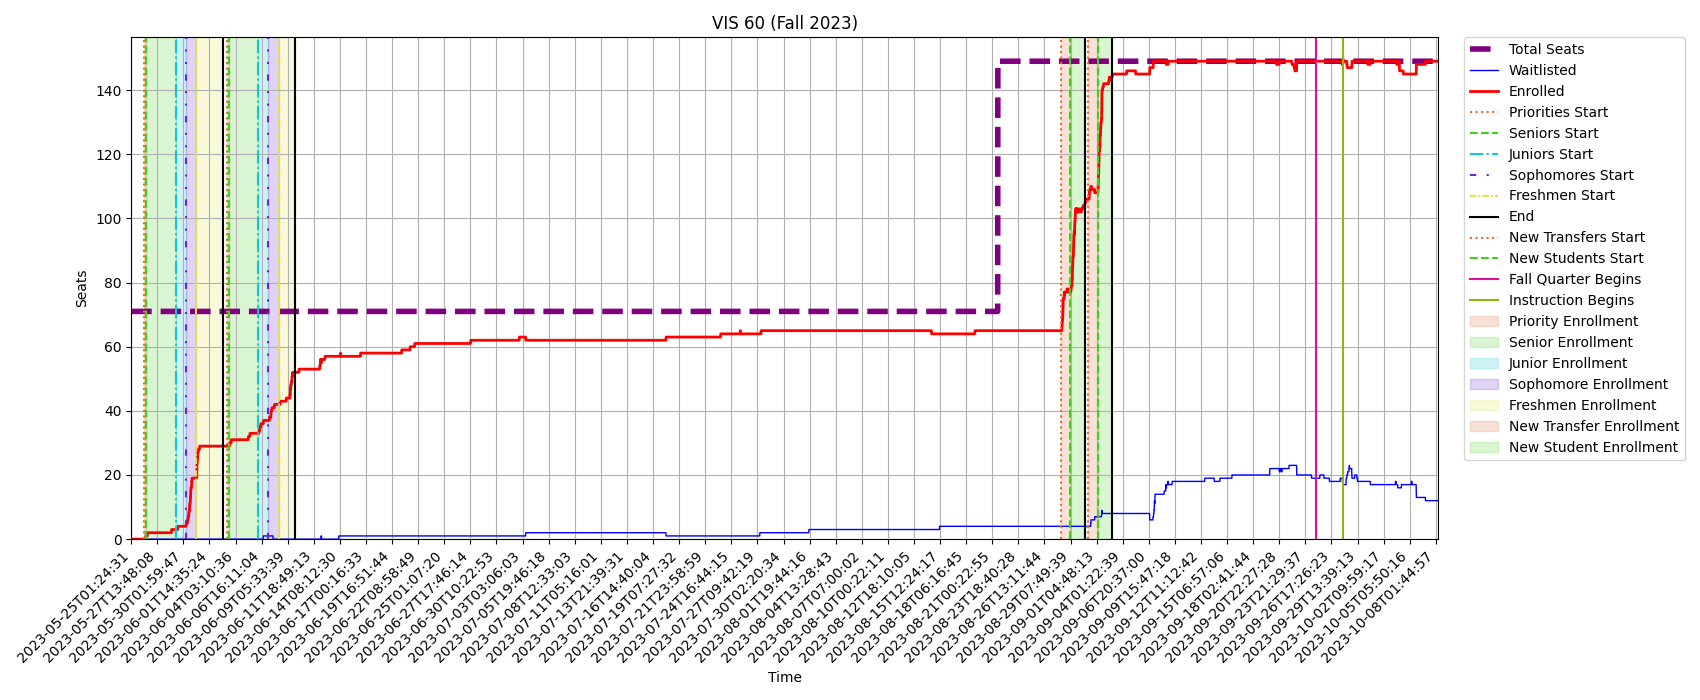 VIS 60 (Fall 2023)
Seats
140
120
100
80
60
40
20
0
2023-05-25T01:24:31
2023-05-27T13:48:08
2023-05-30T01:59:47
2023-06-01T14:35:24
2023-06-04T03:10:36
2023-06-06T16:11:04
2023-06-09T05:33:39
2023-06-11T18:49:13
2023-06-14T08:12:30
2023-06-17T00:16:33
2023-06-19T16:51:44
2023-06-22T08:58:49
2023-06-25T01:07:20
2023-06-27T17:46:14
2023-06-30T10:22:53
2023-07-03T03:06:03
2023-07-05T19:46:18
2023-07-08T12:33:03
2023-07-11T05:16:01
2023-07-13T21:39:31
2023-07-16T14:40:04
2023-07-19T07:27:32
2023-07-21T23:58:59
2023-07-24T16:44:15
2023-07-27T09:42:19
2023-07-30T02:20:34
2023-08-01T19:44:16
2023-08-04T13:28:43
2023-08-07T07:00:02
2023-08-10T00:22:11
2023-08-12T18:10:05
2023-08-15T12:24:17
2023-08-18T06:16:45
2023-08-21T00:22:55
2023-08-23T18:40:28
2023-08-26T13:11:44
2023-08-29T07:49:39
2023-09-01T04:48:13
2023-09-04T01:22:39
2023-09-06T20:37:00
2023-09-09T15:47:18
2023-09-12T11:12:42
2023-09-15T06:57:06
2023-09-18T02:41:44
2023-09-20T22:27:28
2023-09-23T21:29:37
2023-09-26T17:26:23
2023-09-29T13:39:13
2023-10-02T09:59:17
2023-10-05T05:50:16
2023-10-08T01:44:57
Time
Total Seats
Waitlisted
Enrolled
Priorities Start
Seniors Start
Juniors Start
Sophomores Start
Freshmen Start
End
New Transfers Start
New Students Start
Fall Quarter Begins
Instruction Begins
Priority Enrollment
Senior Enrollment
Junior Enrollment
Sophomore Enrollment
Freshmen Enrollment
New Transfer Enrollment
New Student Enrollment